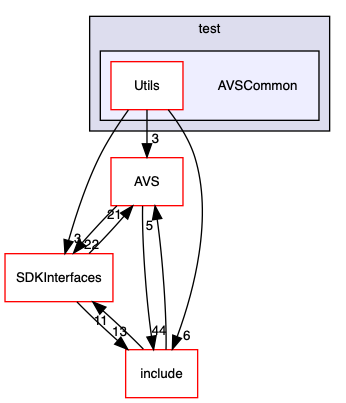 test
Utils
AVSCommon
3
AVS
21
5
3
22
SDKInterfaces
11
13
44
6
include